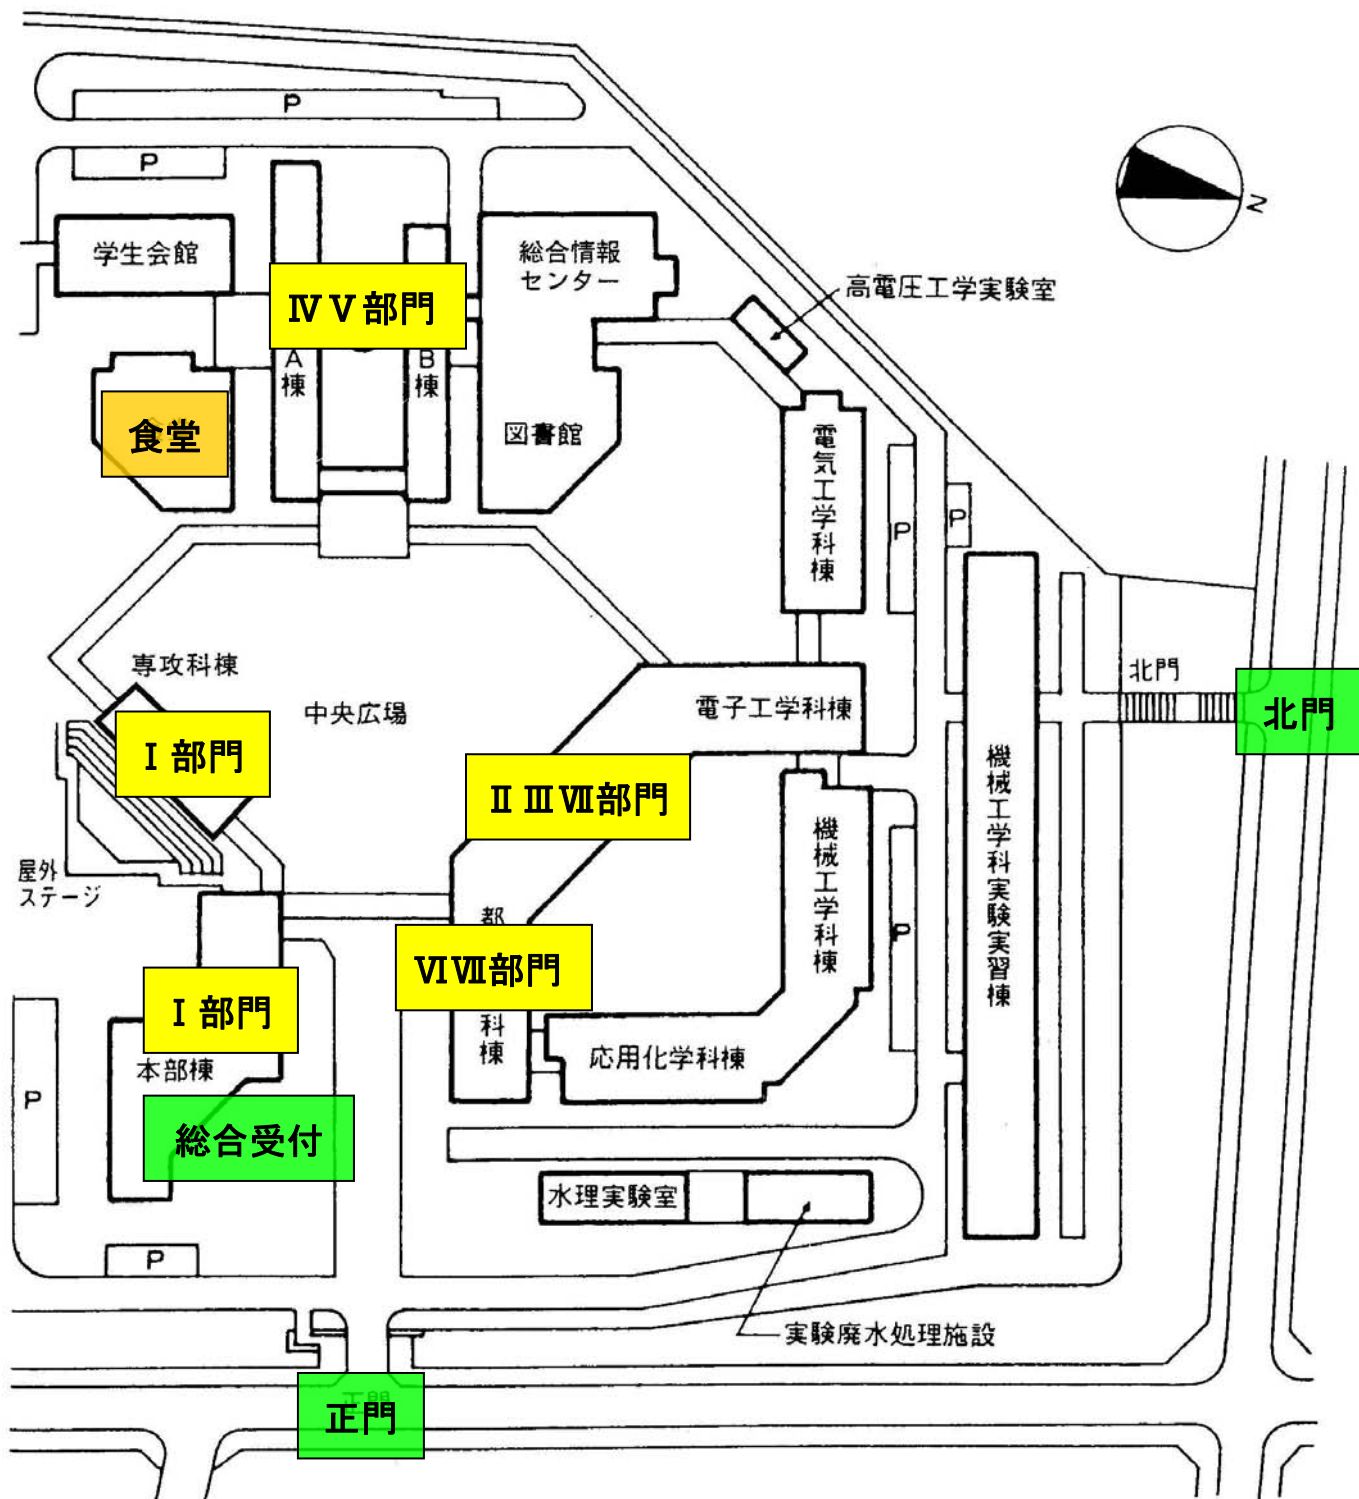 P
P
学生会館
総合情報
センター
N
高電圧工学実験室
ⅣⅤ部門
A
棟
B
棟
食堂
図書館
電気工学科棟
P
P
専攻科棟
中央広場
電子工学科棟
北門
北門
Ⅰ部門
ⅡⅢⅦ部門
機械工学科棟
機械工学科実験実習棟
屋外
ステージ
都
ⅥⅦ部門
科棟
P
Ⅰ部門
本部棟
応用化学科棟
P
総合受付
水理実験室
P
実験廃水処理施設
正門